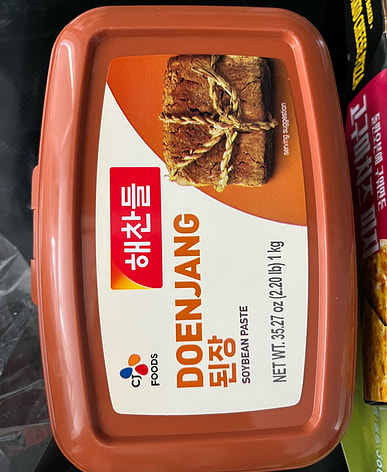 해찬들
DOENJANG
된장
SOYBEAN PASTE
NET WT. 35.27 oz (2.20 lb) 1 kg
CJ
FOODS
serving suggestion